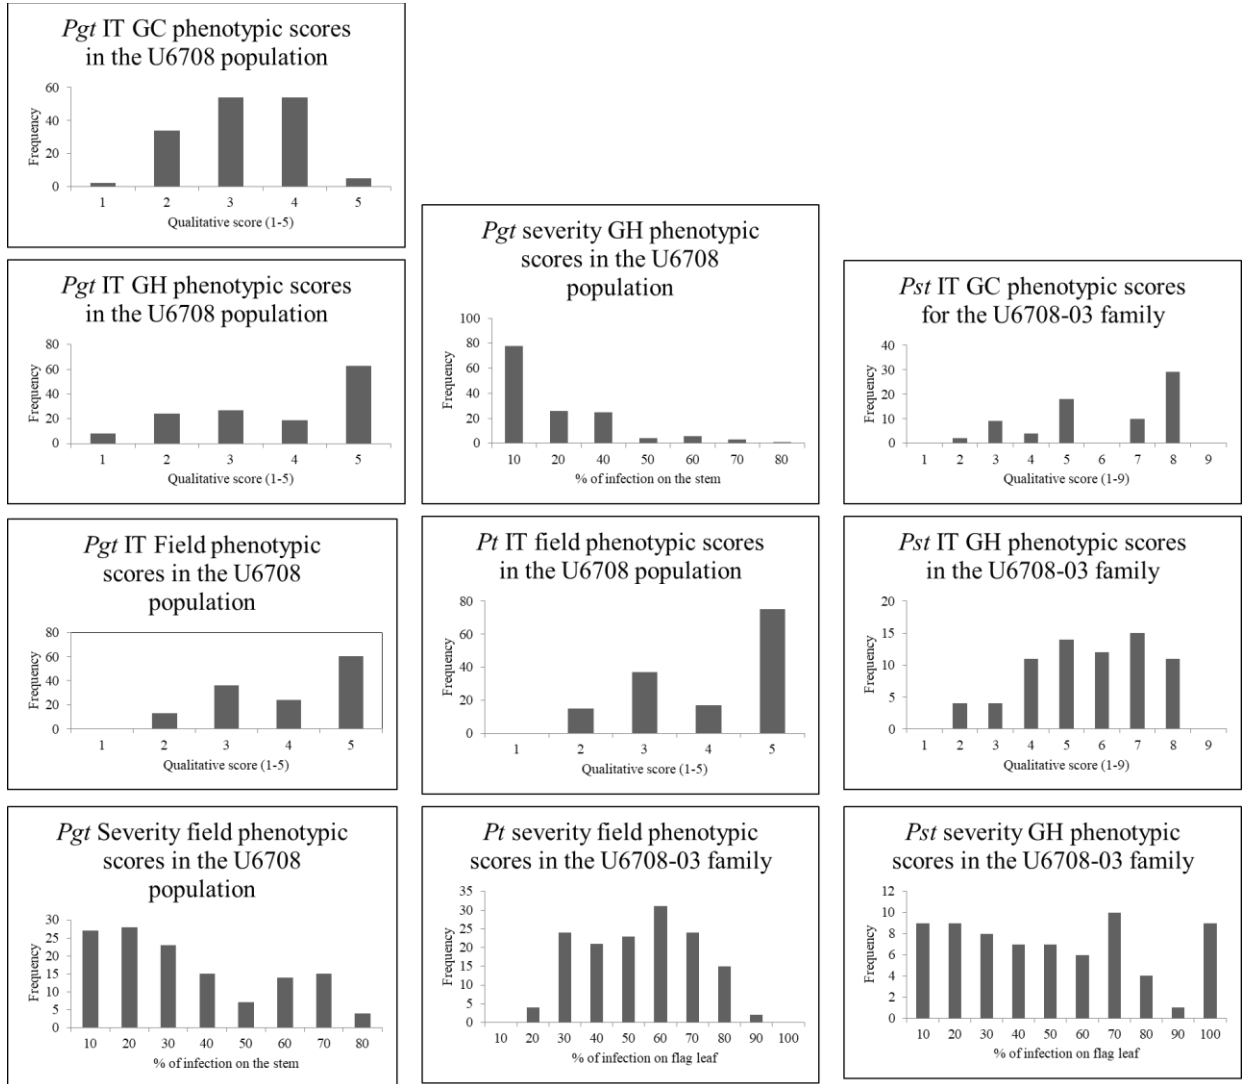 Pgt IT GC phenotypic scores
in the U6708 population
60
40
20
0
Frequency
1 2 3 4 5
Qualitative score (1-5)
Pgt IT GH phenotypic scores
in the U6708 population
80
60
40
20
0
Frequency
1 2 3 4 5
Qualitative score (1-5)
Pgt IT Field phenotypic
scores in the U6708
population
80
60
40
20
0
Frequency
1 2 3 4 5
Qualitative score (1-5)
Pgt Severity field phenotypic
scores in the U6708
population
30
25
20
15
10
5
0
Frequency
10 20 30 40 50 60 70 80
% of infection on the stem
Pgt severity GH phenotypic
scores in the U6708
population
100
80
60
40
20
0
Frequency
10 20 40 50 60 70 80
% of infection on the stem
Pt IT field phenotypic scores
in the U6708 population
80
60
40
20
0
Frequency
1 2 3 4 5
Qualitative score (1-5)
Pt severity field phenotypic
scores in the U6708-03 family
35
30
25
20
15
10
5
0
Frequency
10 20 30 40 50 60 70 80 90 100
% of infection on flag leaf
Pst IT GC phenotypic scores
for the U6708-03 family
40
30
20
10
0
Frequency
1 2 3 4 5 6 7 8 9
Qualitative score (1-9)
Pst IT GH phenotypic scores
in the U6708-03 family
20
15
10
5
0
Frequency
1 2 3 4 5 6 7 8 9
Qualitative score (1-9)
Pst severity GH phenotypic
scores in the U6708-03 family
12
10
8
6
4
2
0
Frequency
10 20 30 40 50 60 70 80 90 100
% of infection on flag leaf